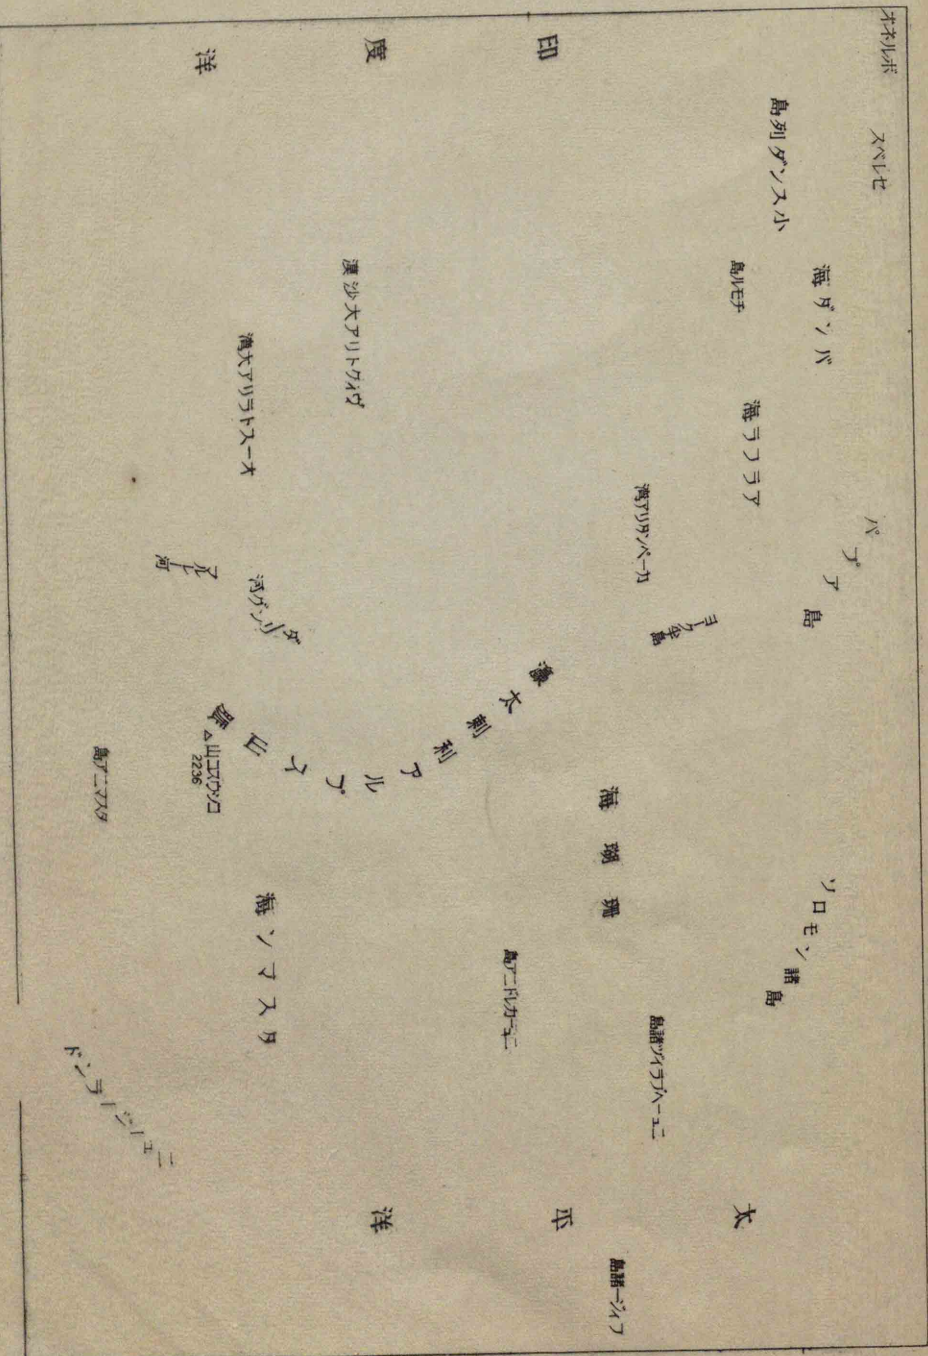 ボルネオ
セレベス
小スンダ列島
バンダ海
チモル島
アラフラ海
パプア島
ソロモン諸島
印度洋
ヴィクトリア大沙漠
オーストラリア大灣
カーペンタリア灣
ヨーク半島
ダーリング河
マルレー河
濠太剌利アルプス山脈
コシウスコ山
2236
タスマニア島
珊瑚海
タスマン海
ニューカレドニア島
ニューヘブライヅ諸島
フィジー諸島
太平洋
ニュージーランド